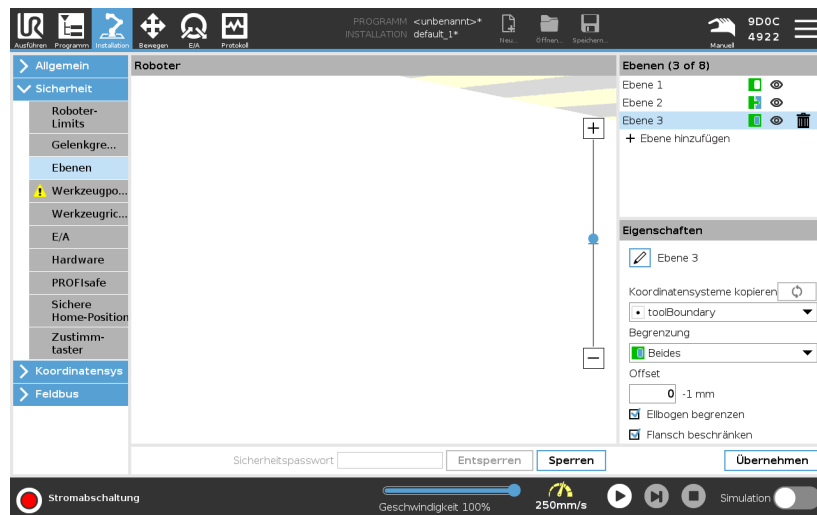 PROGRAMM <unbenannt>*
INSTALLATION default_1*
Ausführen Programm Installation Bewegen E/A Protokoll Neu... Öffnen... Speichern... Manuell
9D0C
4922
Allgemein
Sicherheit
Roboter-
Limits
Gelenkgre...
Ebenen
Werkzeugpo...
Werkzeugric...
E/A
Hardware
PROFIsafe
Sichere
Home-Position
Zustimm-
taster
Koordinatensys
Feldbus
Roboter
Ebenen (3 of 8)
Ebene 1
Ebene 2
Ebene 3
+ Ebene hinzufügen
Eigenschaften
Ebene 3
Koordinatensysteme kopieren
toolBoundary
Begrenzung
Beides
Offset
0 -1 mm
Ellbogen begrenzen
Flansch beschränken
Sicherheitspasswort Entsperren Sperren Übernehmen
Stromabschaltung
Geschwindigkeit 100%
250mm/s
Simulation